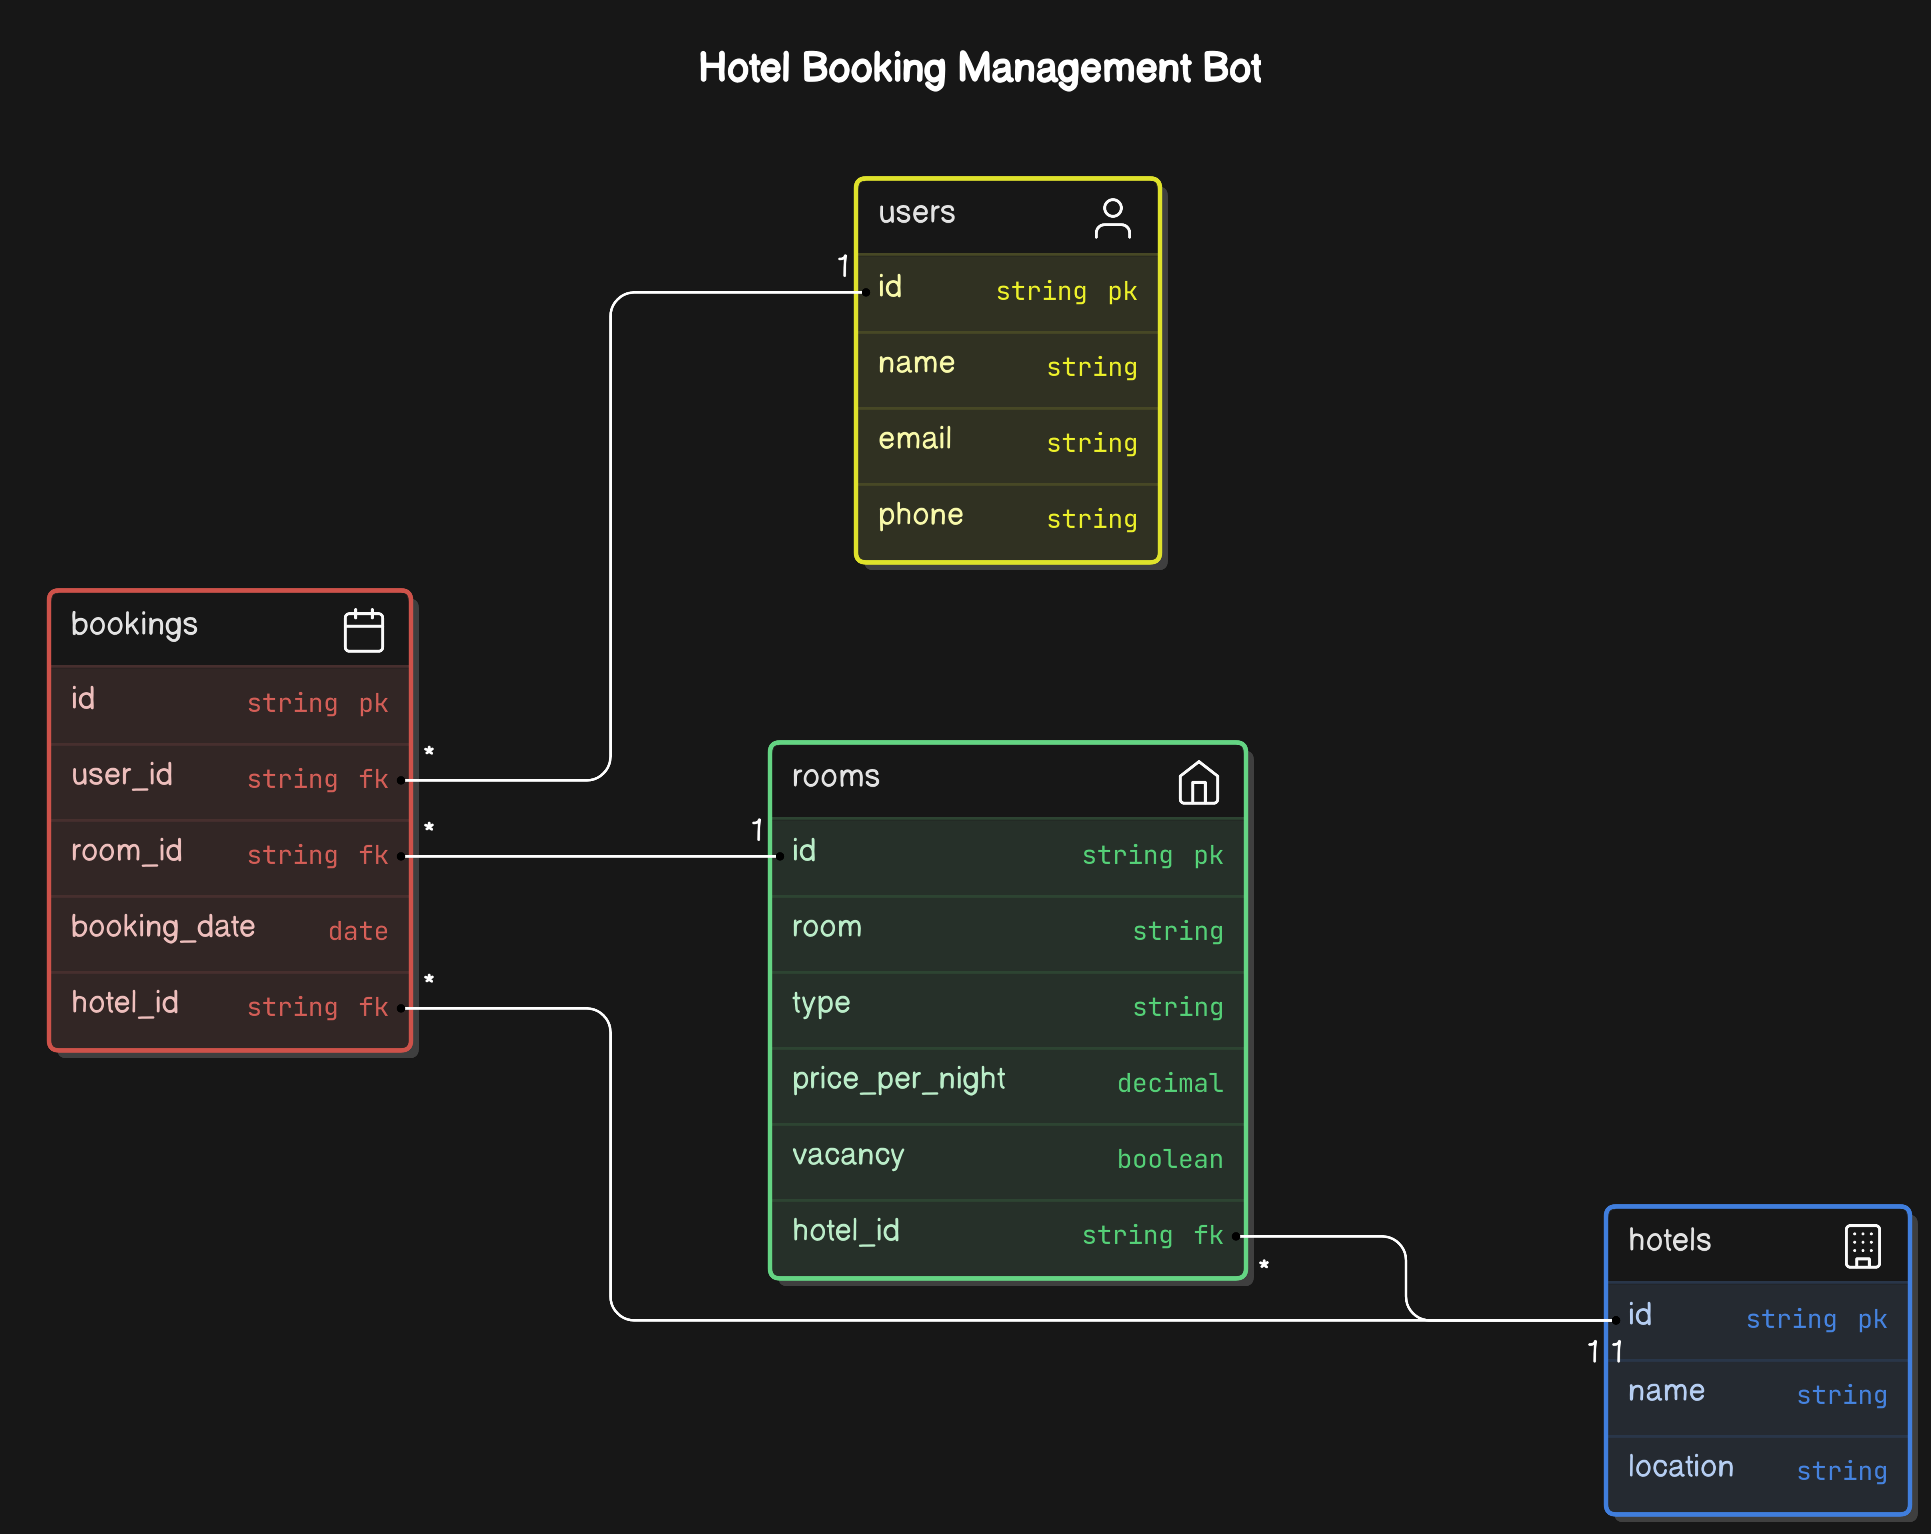 Hotel Booking Management Bot
users
1
id string pk
name string
email string
phone string
bookings
id string pk
*
user_id string fk
*
room_id string fk
booking_date date
*
hotel_id string fk
rooms
1
id string pk
room string
type string
price_per_night decimal
vacancy boolean
hotel_id string fk
*
hotels
id string pk
1 1
name string
location string